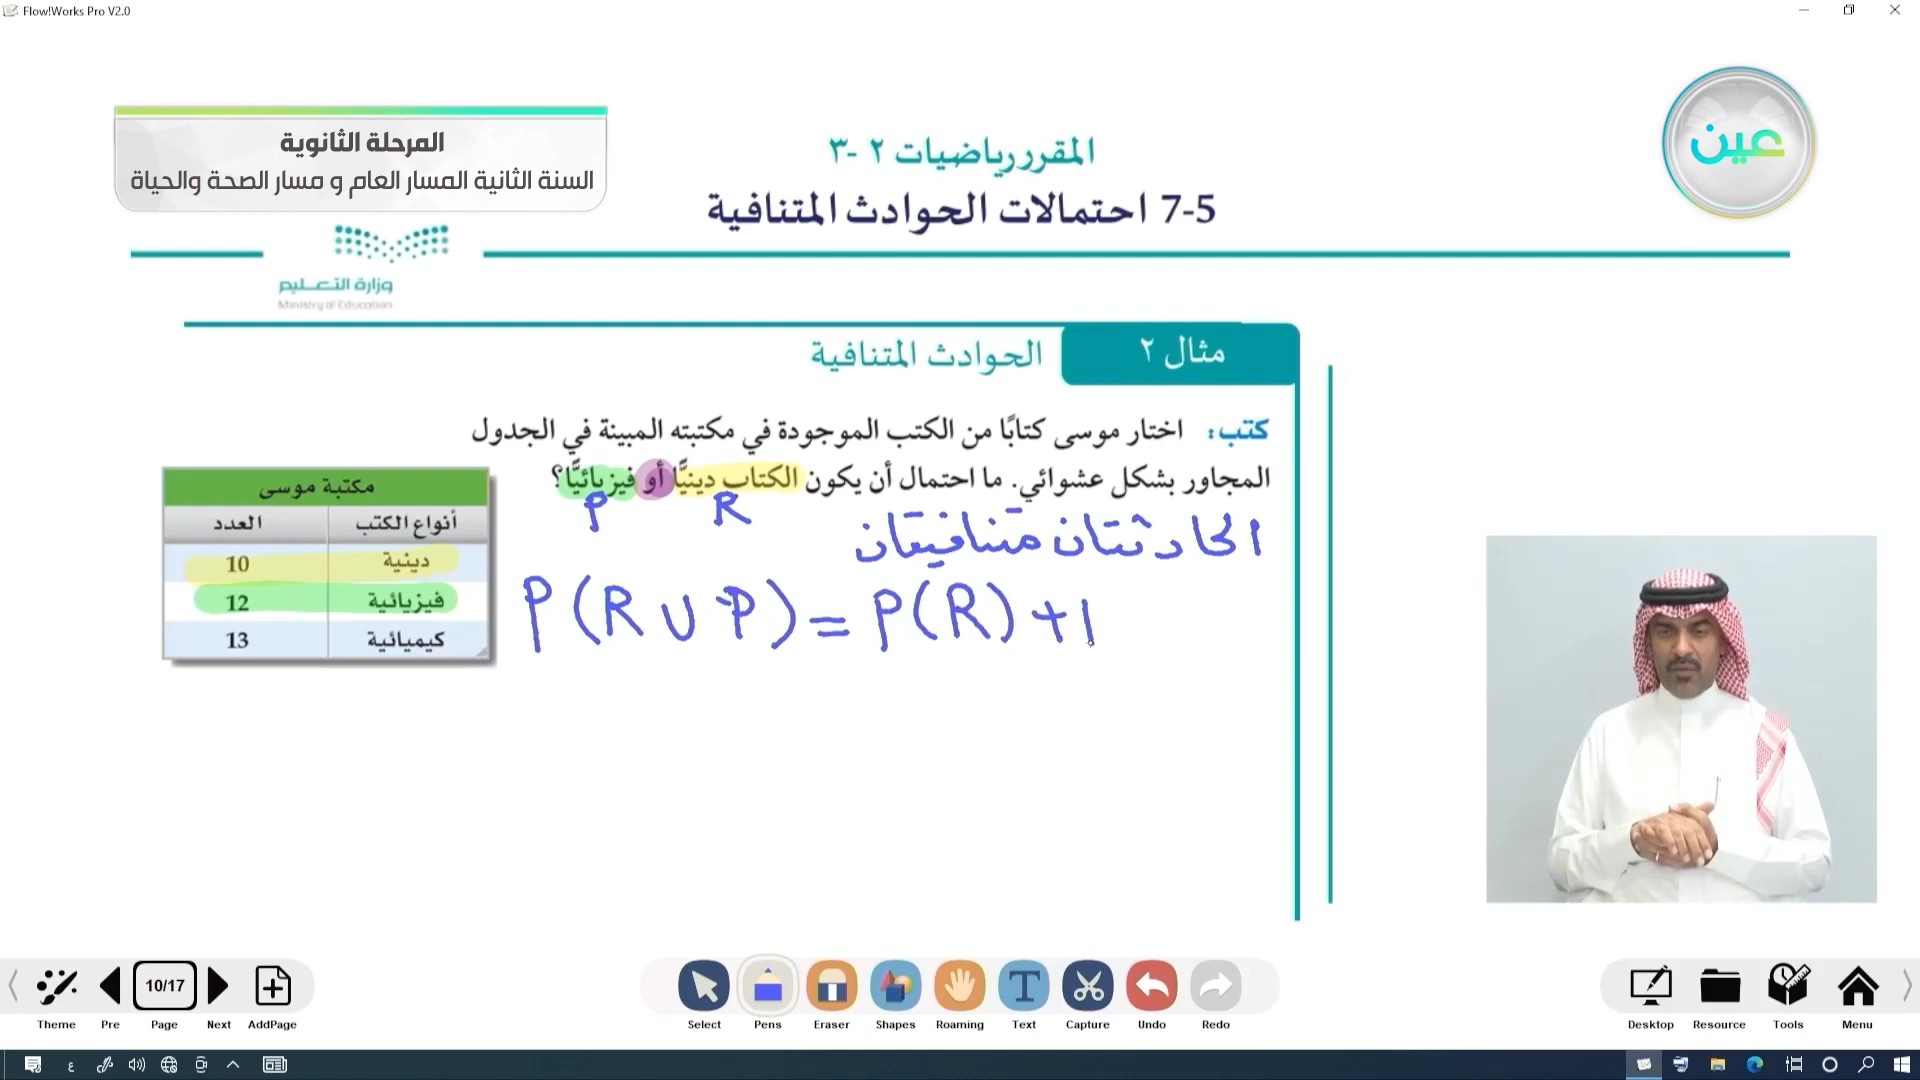 Flow!Works Pro V2.0
عين
المرحلة الثانوية
السنة الثانية المسار العام و مسار الصحة والحياة
المقرر رياضيات ٢ -٣
7-5 احتمالات الحوادث المتنافية
وزارة التعليم
Ministry of Education
مثال ٢
الحوادث المتنافية
كتب: اختار موسى كتابًا من الكتب الموجودة في مكتبته المبينة في الجدول
المجاور بشكل عشوائي. ما احتمال أن يكون الكتاب دينيًّا أو فيزيائيًّا؟
R P
الحادثتان متنافيتان
P(R ∪ P) = P(R) + ا
مكتبة موسى
أنواع الكتب العدد
دينية 10
فيزيائية 12
كيميائية 13
Theme Pre 10/17 Page Next AddPage
Select Pens Eraser Shapes Roaming Text Capture Undo Redo
Desktop Resource Tools Menu